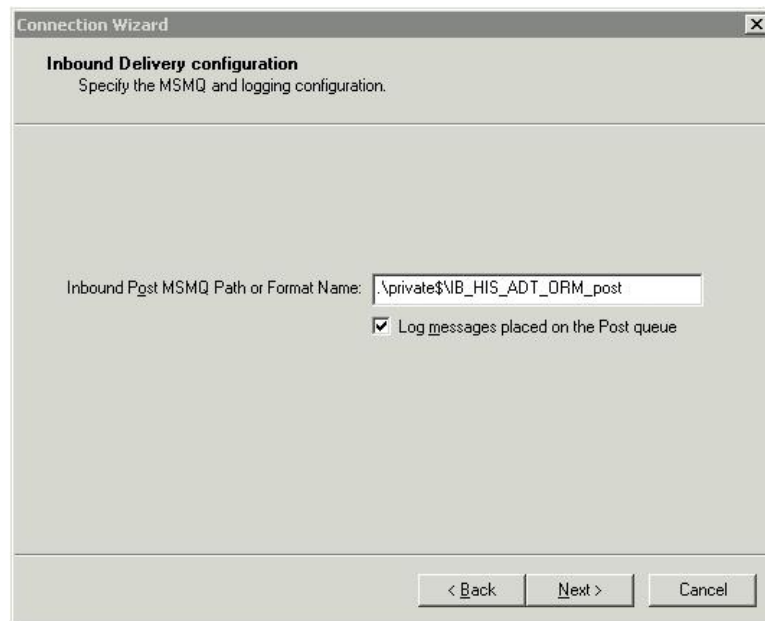 Connection Wizard
Inbound Delivery configuration
Specify the MSMQ and logging configuration.
Inbound Post MSMQ Path or Format Name: .\private$\IB_HIS_ADT_ORM_post
Log messages placed on the Post queue
< Back Next > Cancel